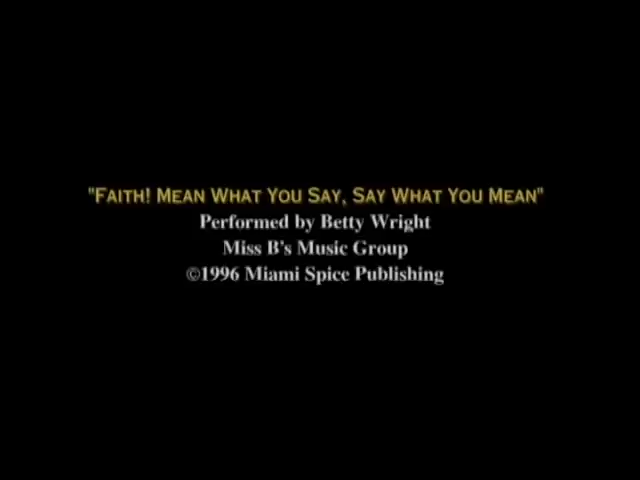 "FAITH! MEAN WHAT YOU SAY, SAY WHAT YOU MEAN"
Performed by Betty Wright
Miss B's Music Group
©1996 Miami Spice Publishing